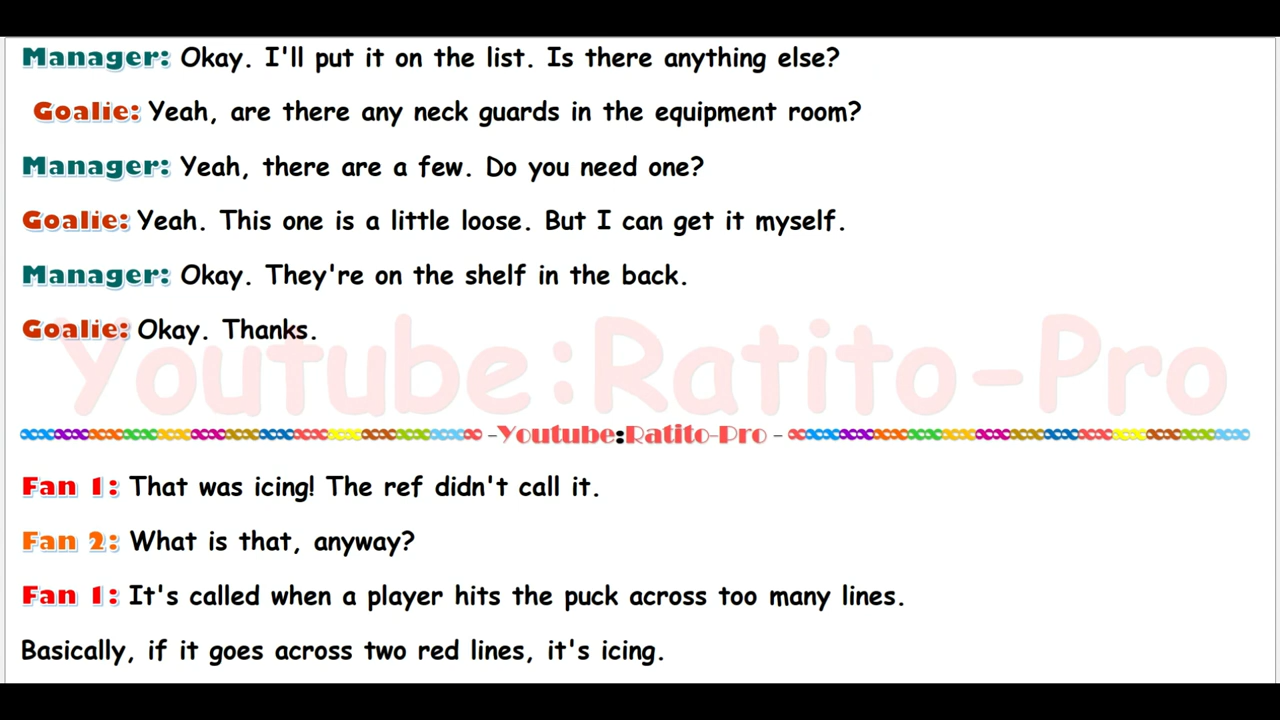 Manager: Okay. I'll put it on the list. Is there anything else?
Goalie: Yeah, are there any neck guards in the equipment room?
Manager: Yeah, there are a few. Do you need one?
Goalie: Yeah. This one is a little loose. But I can get it myself.
Manager: Okay. They're on the shelf in the back.
Goalie: Okay. Thanks.
Youtube:Ratito-Pro
-Youtube:Ratito-Pro -
Fan 1: That was icing! The ref didn't call it.
Fan 2: What is that, anyway?
Fan 1: It's called when a player hits the puck across too many lines.
Basically, if it goes across two red lines, it's icing.